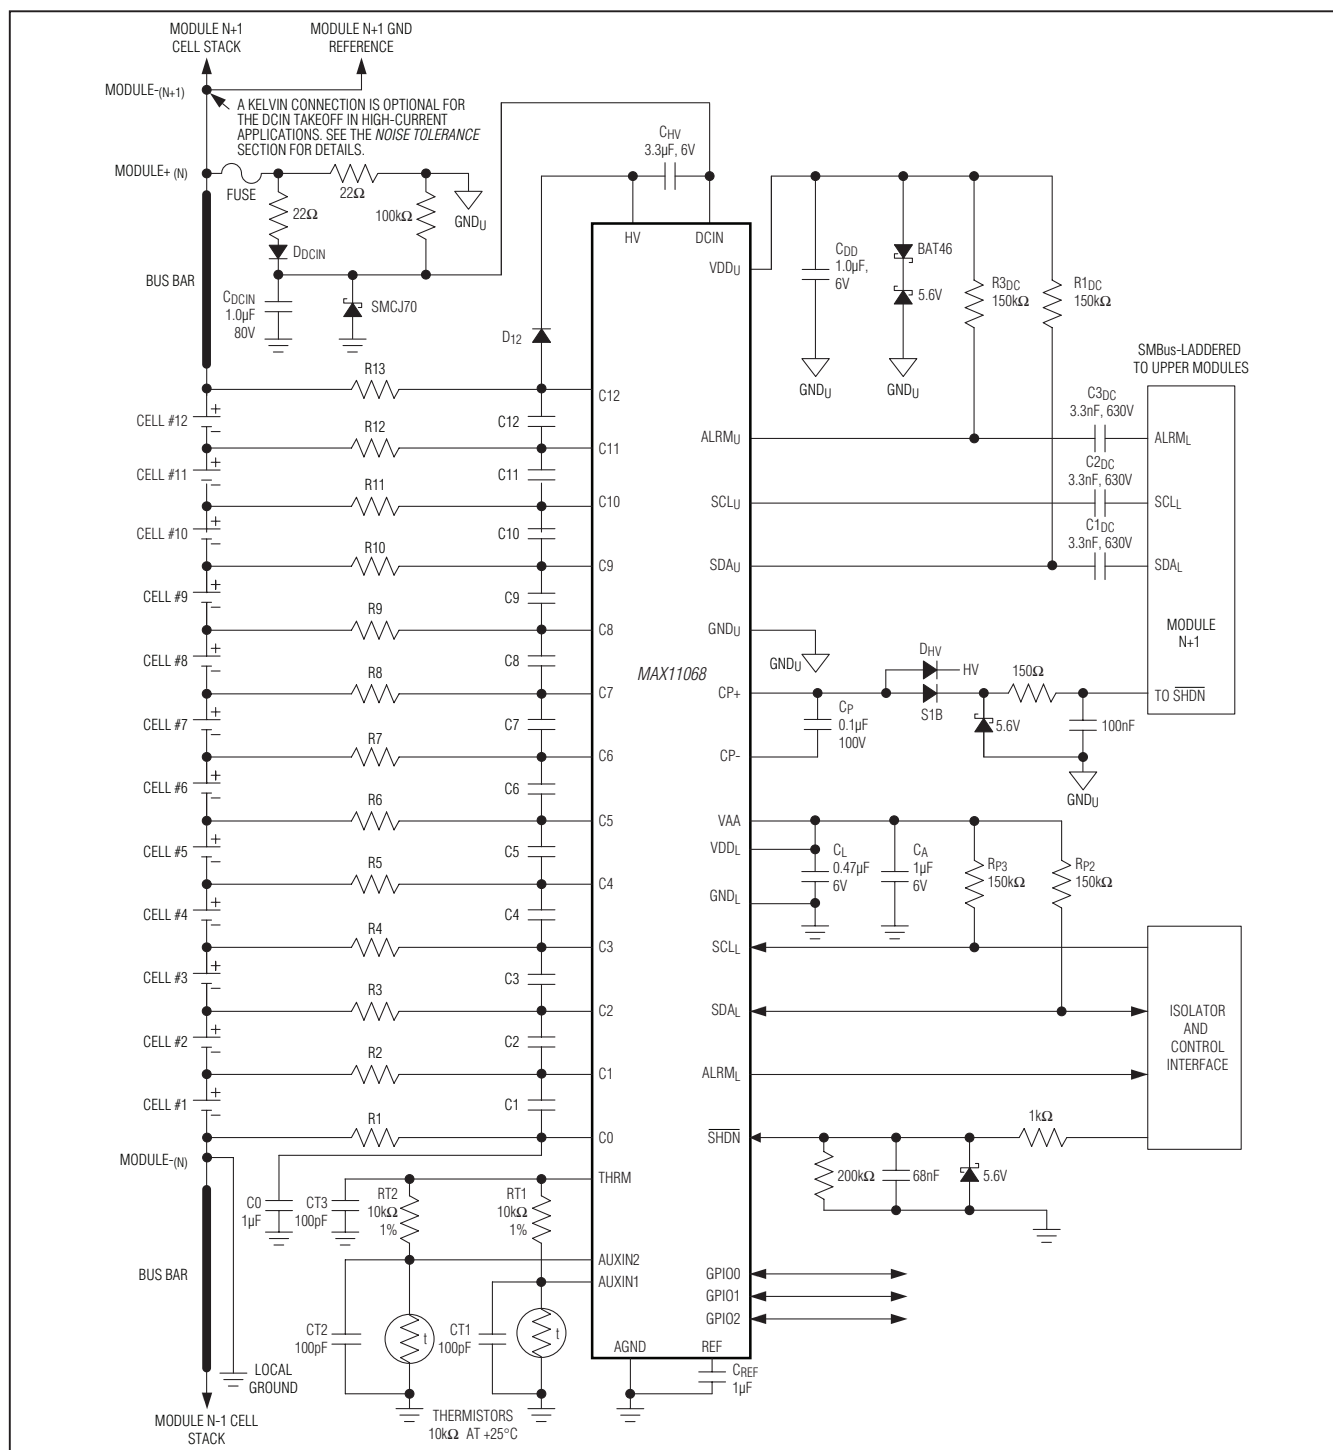 MODULE N+1
CELL STACK
MODULE N+1 GND
REFERENCE
MODULE-(N+1)
A KELVIN CONNECTION IS OPTIONAL FOR
THE DCIN TAKEOFF IN HIGH-CURRENT
APPLICATIONS. SEE THE NOISE TOLERANCE
SECTION FOR DETAILS.
MODULE+ (N)
FUSE
22Ω
22Ω
100kΩ
GNDU
DDCIN
BUS BAR
CDCIN
1.0µF
80V
SMCJ70
CHV
3.3µF, 6V
HV
DCIN
VDDU
CDD
1.0µF,
6V
BAT46
5.6V
R3DC
150kΩ
R1DC
150kΩ
GNDU
GNDU
D12
SMBus-LADDERED
TO UPPER MODULES
R13
C12
CELL #12
C12
R12
C11
CELL #11
C11
R11
C10
CELL #10
C10
R10
C9
CELL #9
C9
R9
C8
CELL #8
C8
R8
C7
CELL #7
C7
R7
C6
CELL #6
C6
R6
C5
CELL #5
C5
R5
C4
CELL #4
C4
R4
C3
CELL #3
C3
R3
C2
CELL #2
C2
R2
C1
CELL #1
C1
R1
C0
MODULE-(N)
MAX11068
ALRMU
C3DC
3.3nF, 630V
ALRML
SCLU
C2DC
3.3nF, 630V
SCLL
SDAU
C1DC
3.3nF, 630V
SDAL
MODULE
N+1
GNDU
GNDU
DHV
HV
CP+
S1B
150Ω
TO SHDN
CP
0.1µF
100V
5.6V
100nF
CP-
GNDU
VAA
VDDL
CL
0.47µF
6V
CA
1µF
6V
RP3
150kΩ
RP2
150kΩ
GNDL
SCLL
SDAL
ALRML
ISOLATOR
AND
CONTROL
INTERFACE
1kΩ
SHDN
200kΩ
68nF
5.6V
THRM
C0
1µF
CT3
100pF
RT2
10kΩ
1%
RT1
10kΩ
1%
AUXIN2
AUXIN1
BUS BAR
CT2
100pF
t
CT1
100pF
t
GPIO0
GPIO1
GPIO2
AGND
REF
CREF
1µF
LOCAL
GROUND
THERMISTORS
10kΩ AT +25°C
MODULE N-1 CELL
STACK